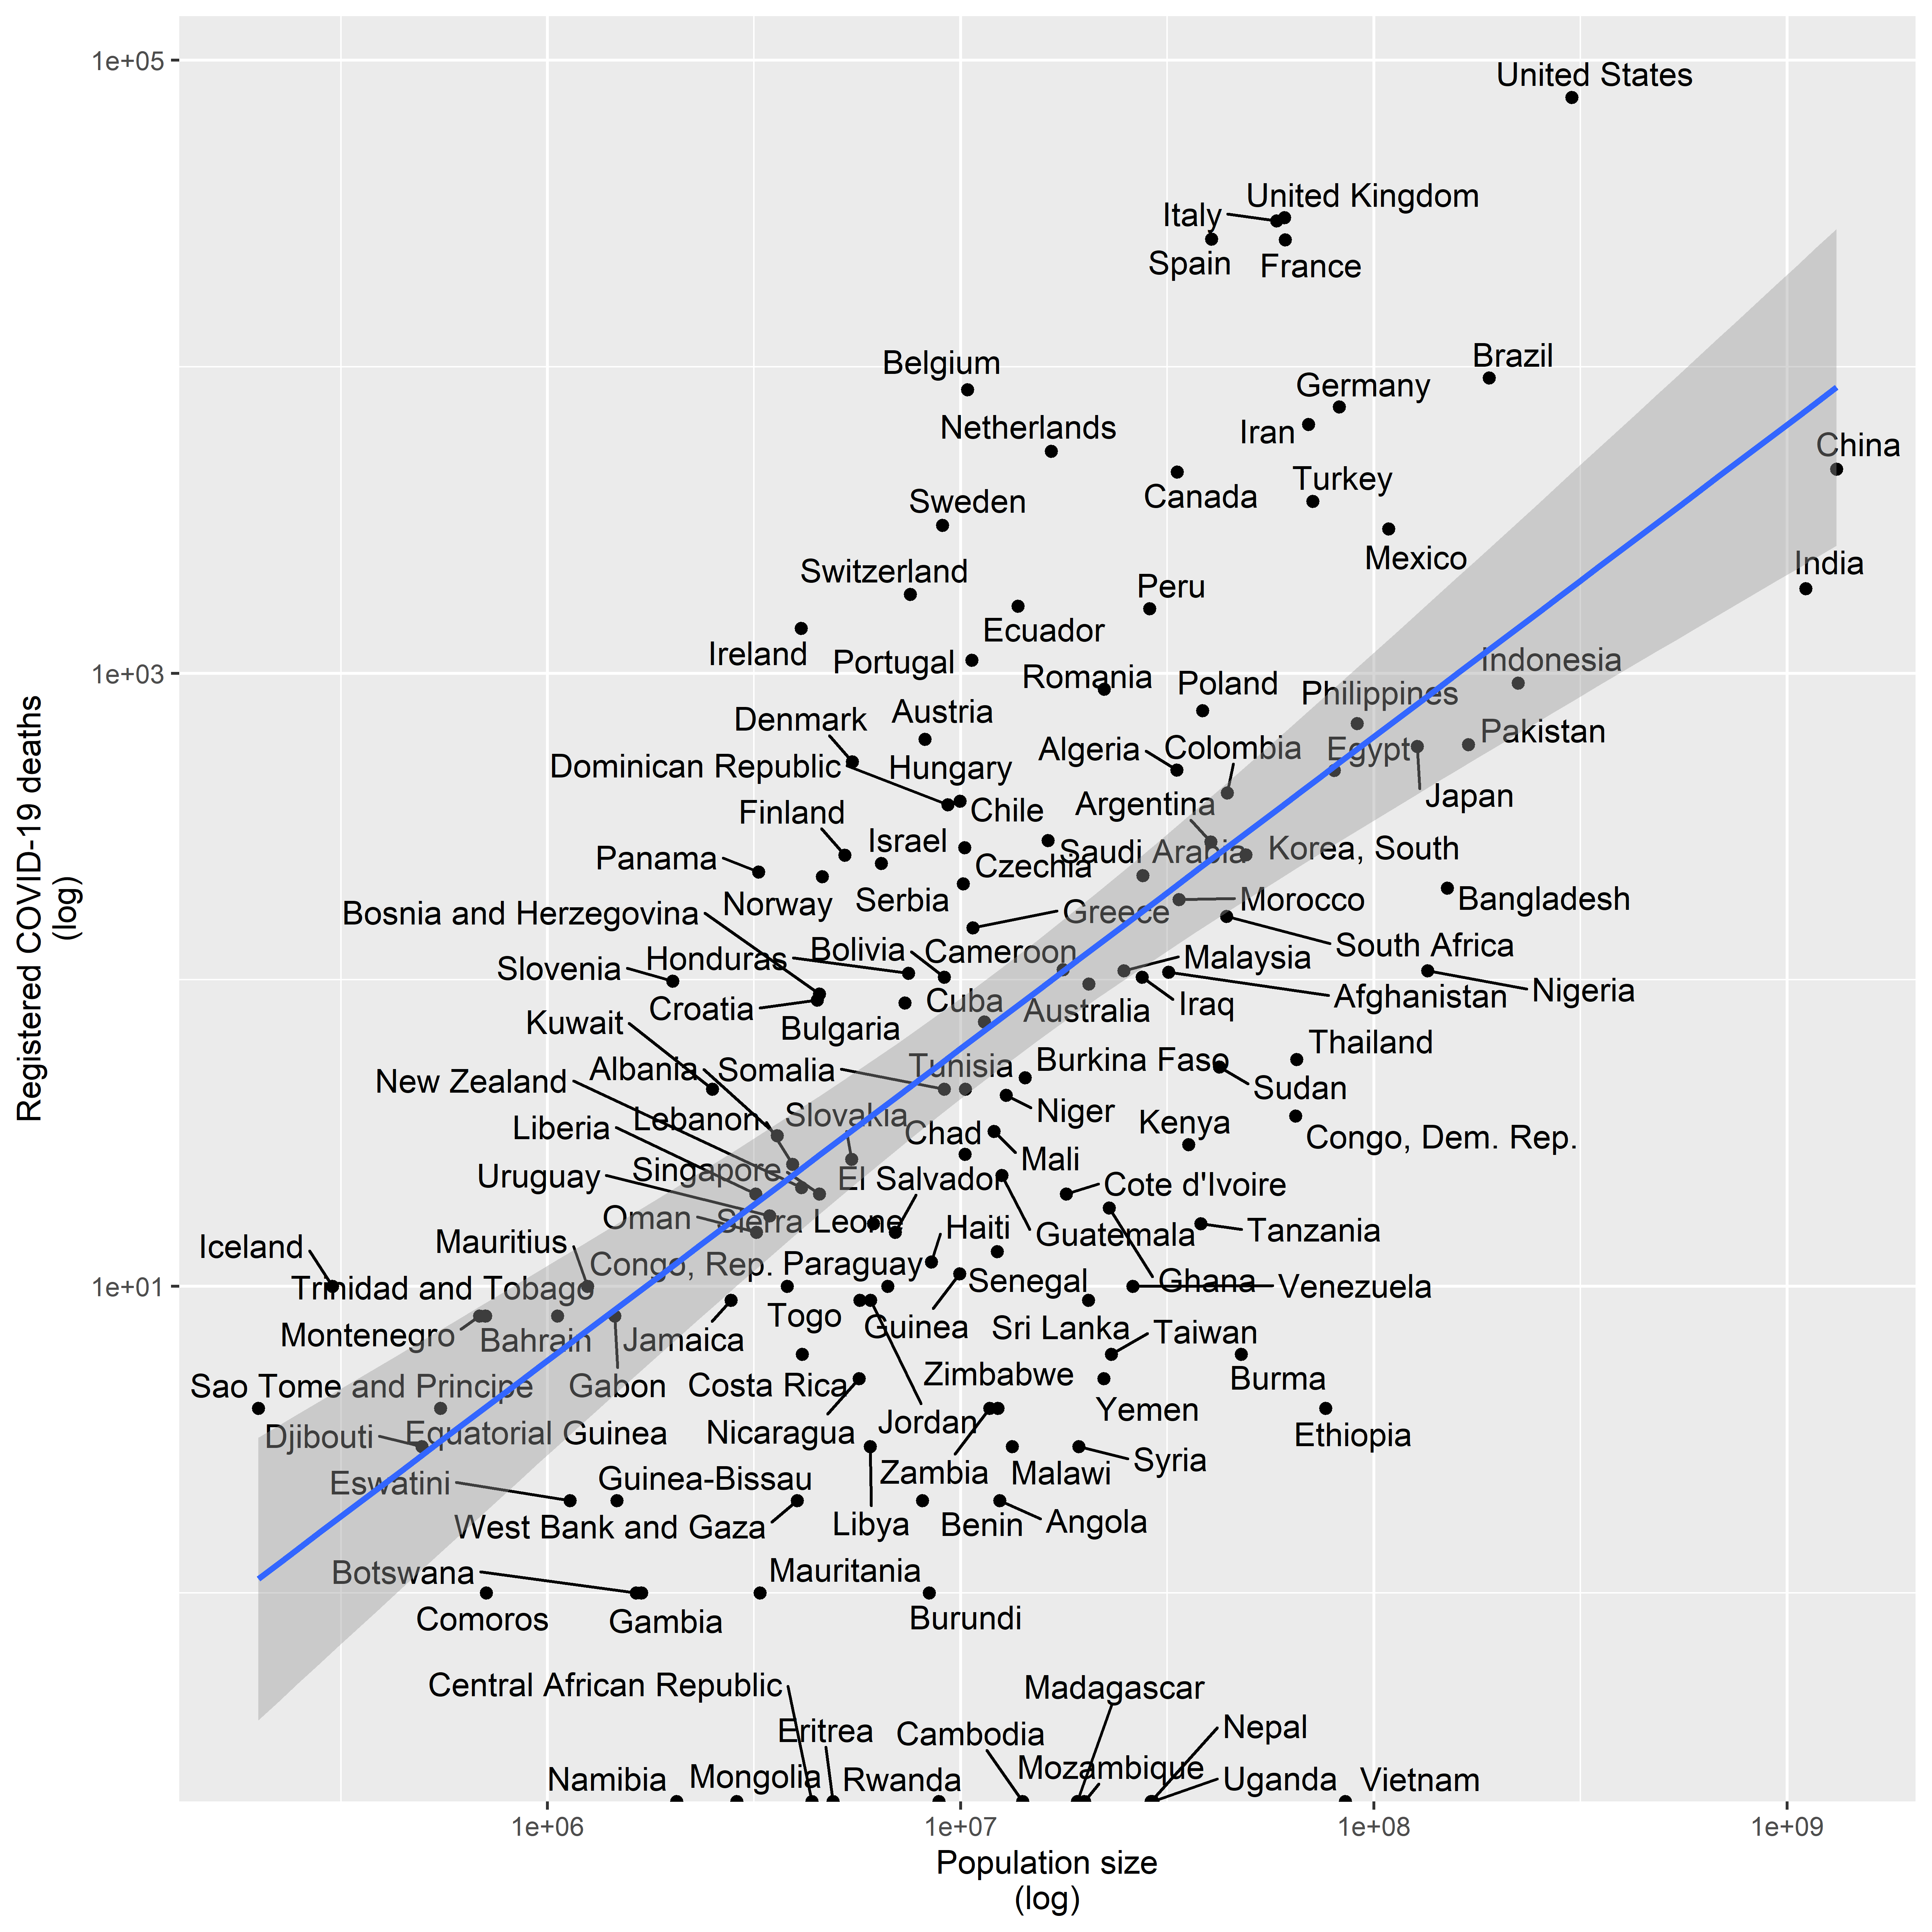 1e+05
United States
United Kingdom
Italy
Spain
France
Belgium
Brazil
Germany
Netherlands
Iran
China
Turkey
Canada
Sweden
Mexico
India
Switzerland
Peru
Ecuador
Ireland
Portugal
1e+03
Romania
Poland
Indonesia
Philippines
Denmark
Austria
Algeria
Colombia
Egypt
Pakistan
Dominican Republic
Hungary
Japan
Finland
Chile
Argentina
Panama
Israel
Czechia
Saudi Arabia
Korea, South
Norway
Serbia
Morocco
Bangladesh
Bosnia and Herzegovina
Greece
South Africa
Slovenia
Honduras
Bolivia
Cameroon
Malaysia
Nigeria
Croatia
Bulgaria
Cuba
Australia
Iraq
Afghanistan
Kuwait
Thailand
New Zealand
Albania
Somalia
Tunisia
Burkina Faso
Sudan
Liberia
Lebanon
Slovakia
Chad
Niger
Kenya
Congo, Dem. Rep.
Mali
Uruguay
Singapore
El Salvador
Cote d'Ivoire
Oman
Sierra Leone
Haiti
Guatemala
Tanzania
Iceland
Mauritius
Congo, Rep.
Paraguay
Senegal
Ghana
Venezuela
1e+01
Trinidad and Tobago
Montenegro
Bahrain
Jamaica
Togo
Guinea
Sri Lanka
Taiwan
Sao Tome and Principe
Gabon
Costa Rica
Zimbabwe
Burma
Djibouti
Equatorial Guinea
Nicaragua
Jordan
Yemen
Ethiopia
Eswatini
Guinea-Bissau
Zambia
Malawi
Syria
West Bank and Gaza
Libya
Benin
Angola
Botswana
Mauritania
Comoros
Gambia
Burundi
Central African Republic
Madagascar
Eritrea
Cambodia
Nepal
Namibia
Mongolia
Rwanda
Mozambique
Uganda
Vietnam
1e+06
1e+07
1e+08
1e+09
Population size
(log)
Registered COVID-19 deaths
(log)